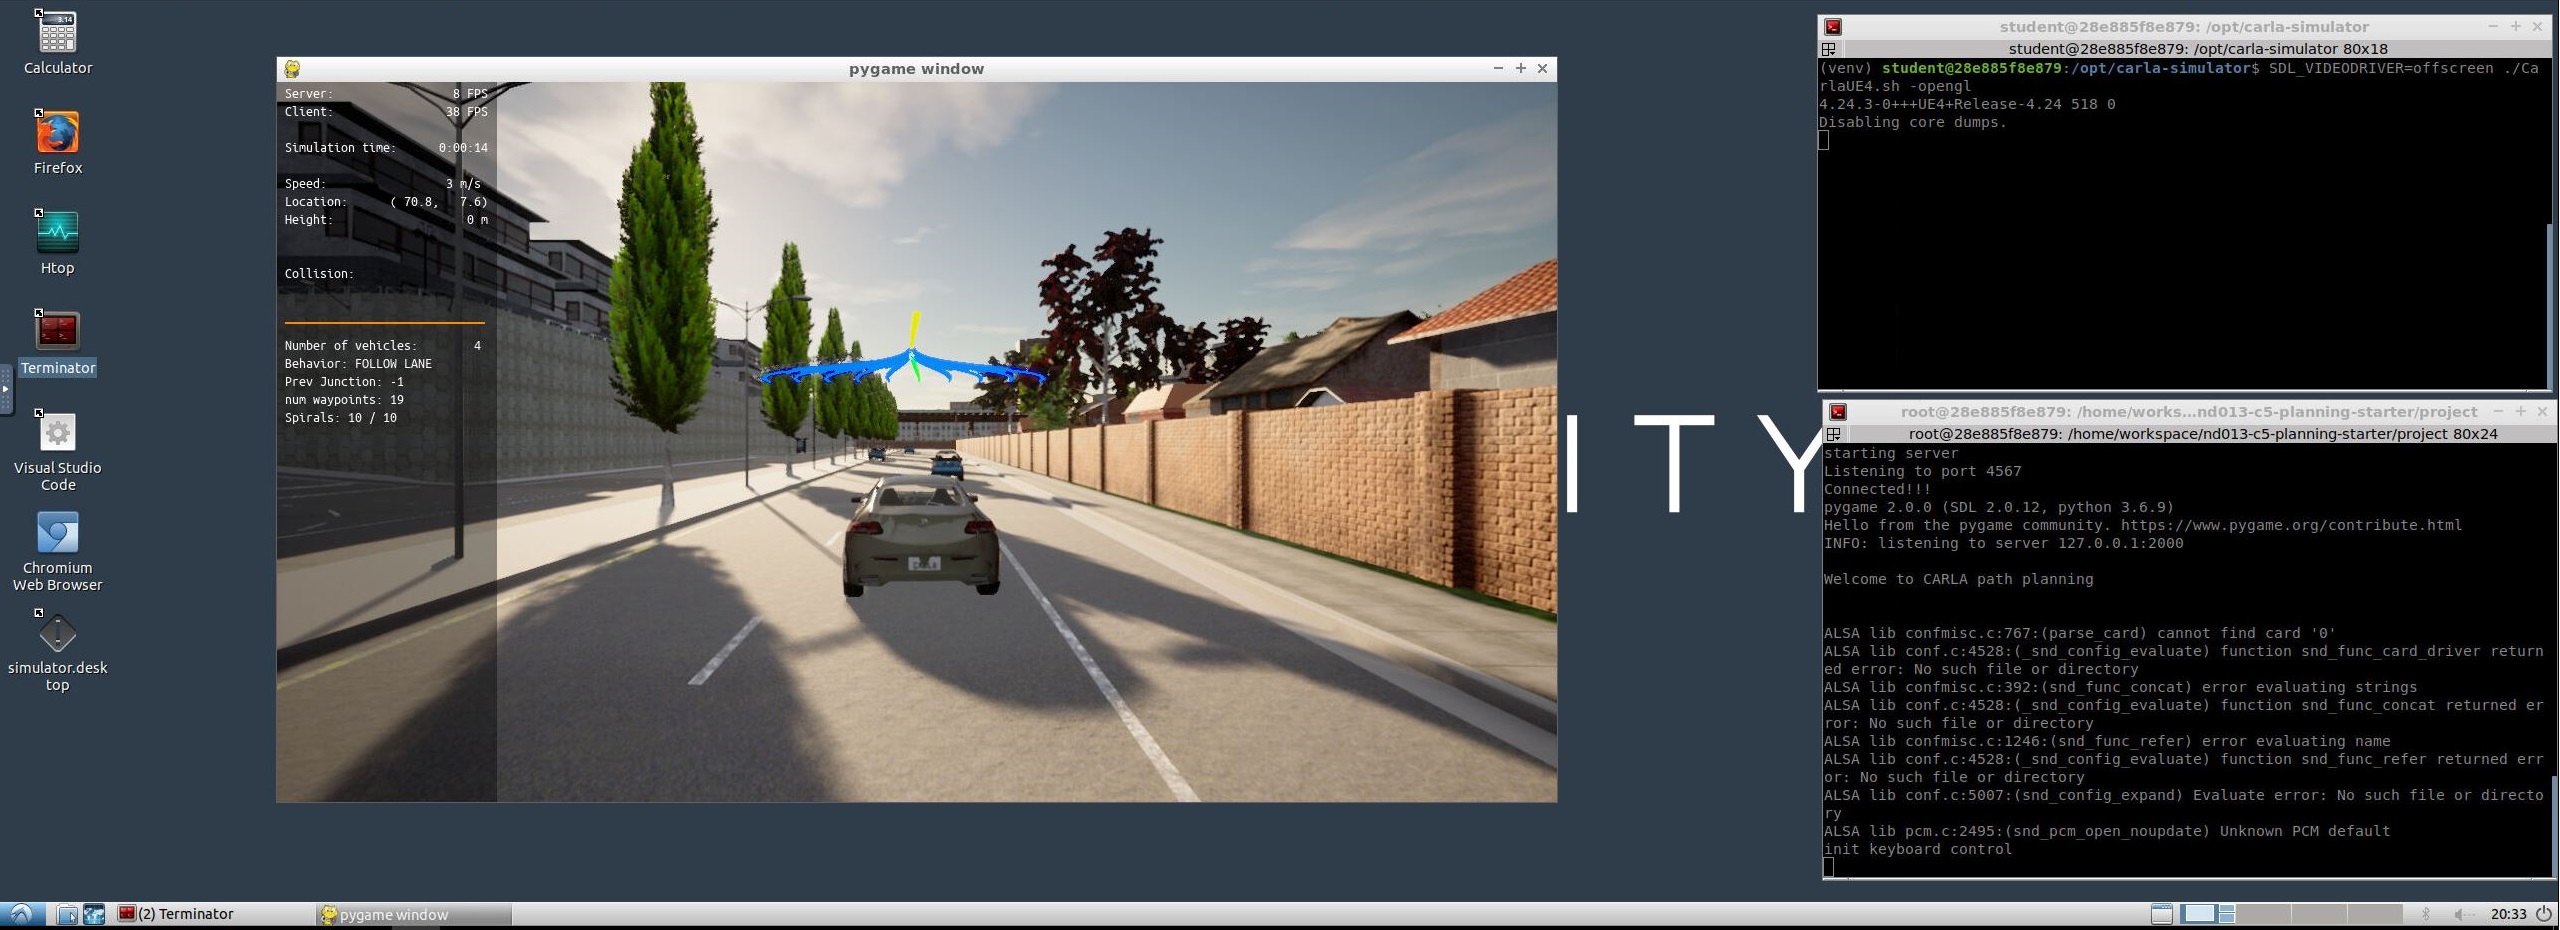 Calculator
Firefox
Htop
Terminator
Visual Studio
Code
Chromium
Web Browser
simulator.desk
top
pygame window
Server: 8 FPS
Client: 38 FPS
Simulation time: 0:00:14
Speed: 3 m/s
Location: ( 70.8, 7.6)
Height: 0 m
Collision:
Number of vehicles: 4
Behavior: FOLLOW LANE
Prev Junction: -1
num waypoints: 19
Spirals: 10 / 10
ITY
student@28e885f8e879: /opt/carla-simulator
student@28e885f8e879: /opt/carla-simulator 80x18
(venv) student@28e885f8e879:/opt/carla-simulator$ SDL_VIDEODRIVER=offscreen ./Ca
rlaUE4.sh -opengl
4.24.3-0+++UE4+Release-4.24 518 0
Disabling core dumps.
root@28e885f8e879: /home/works...nd013-c5-planning-starter/project
root@28e885f8e879: /home/workspace/nd013-c5-planning-starter/project 80x24
starting server
Listening to port 4567
Connected!!!
pygame 2.0.0 (SDL 2.0.12, python 3.6.9)
Hello from the pygame community. https://www.pygame.org/contribute.html
INFO: listening to server 127.0.0.1:2000
Welcome to CARLA path planning
ALSA lib confmisc.c:767:(parse_card) cannot find card '0'
ALSA lib conf.c:4528:(_snd_config_evaluate) function snd_func_card_driver return
ed error: No such file or directory
ALSA lib confmisc.c:392:(snd_func_concat) error evaluating strings
ALSA lib conf.c:4528:(_snd_config_evaluate) function snd_func_concat returned er
ror: No such file or directory
ALSA lib confmisc.c:1246:(snd_func_refer) error evaluating name
ALSA lib conf.c:4528:(_snd_config_evaluate) function snd_func_refer returned err
or: No such file or directory
ALSA lib conf.c:5007:(snd_config_expand) Evaluate error: No such file or directo
ry
ALSA lib pcm.c:2495:(snd_pcm_open_noupdate) Unknown PCM default
init keyboard control
(2) Terminator
pygame window
20:33